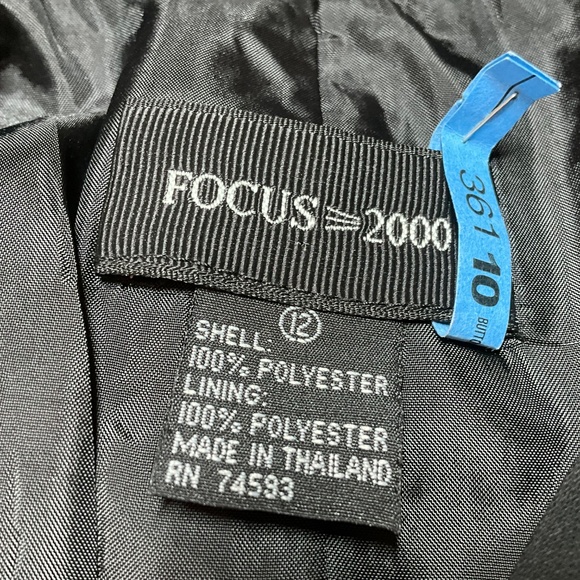 FOCUS ⫺ 2000
361 10
12
SHELL:
100% POLYESTER
LINING:
100% POLYESTER
MADE IN THAILAND
RN 74593